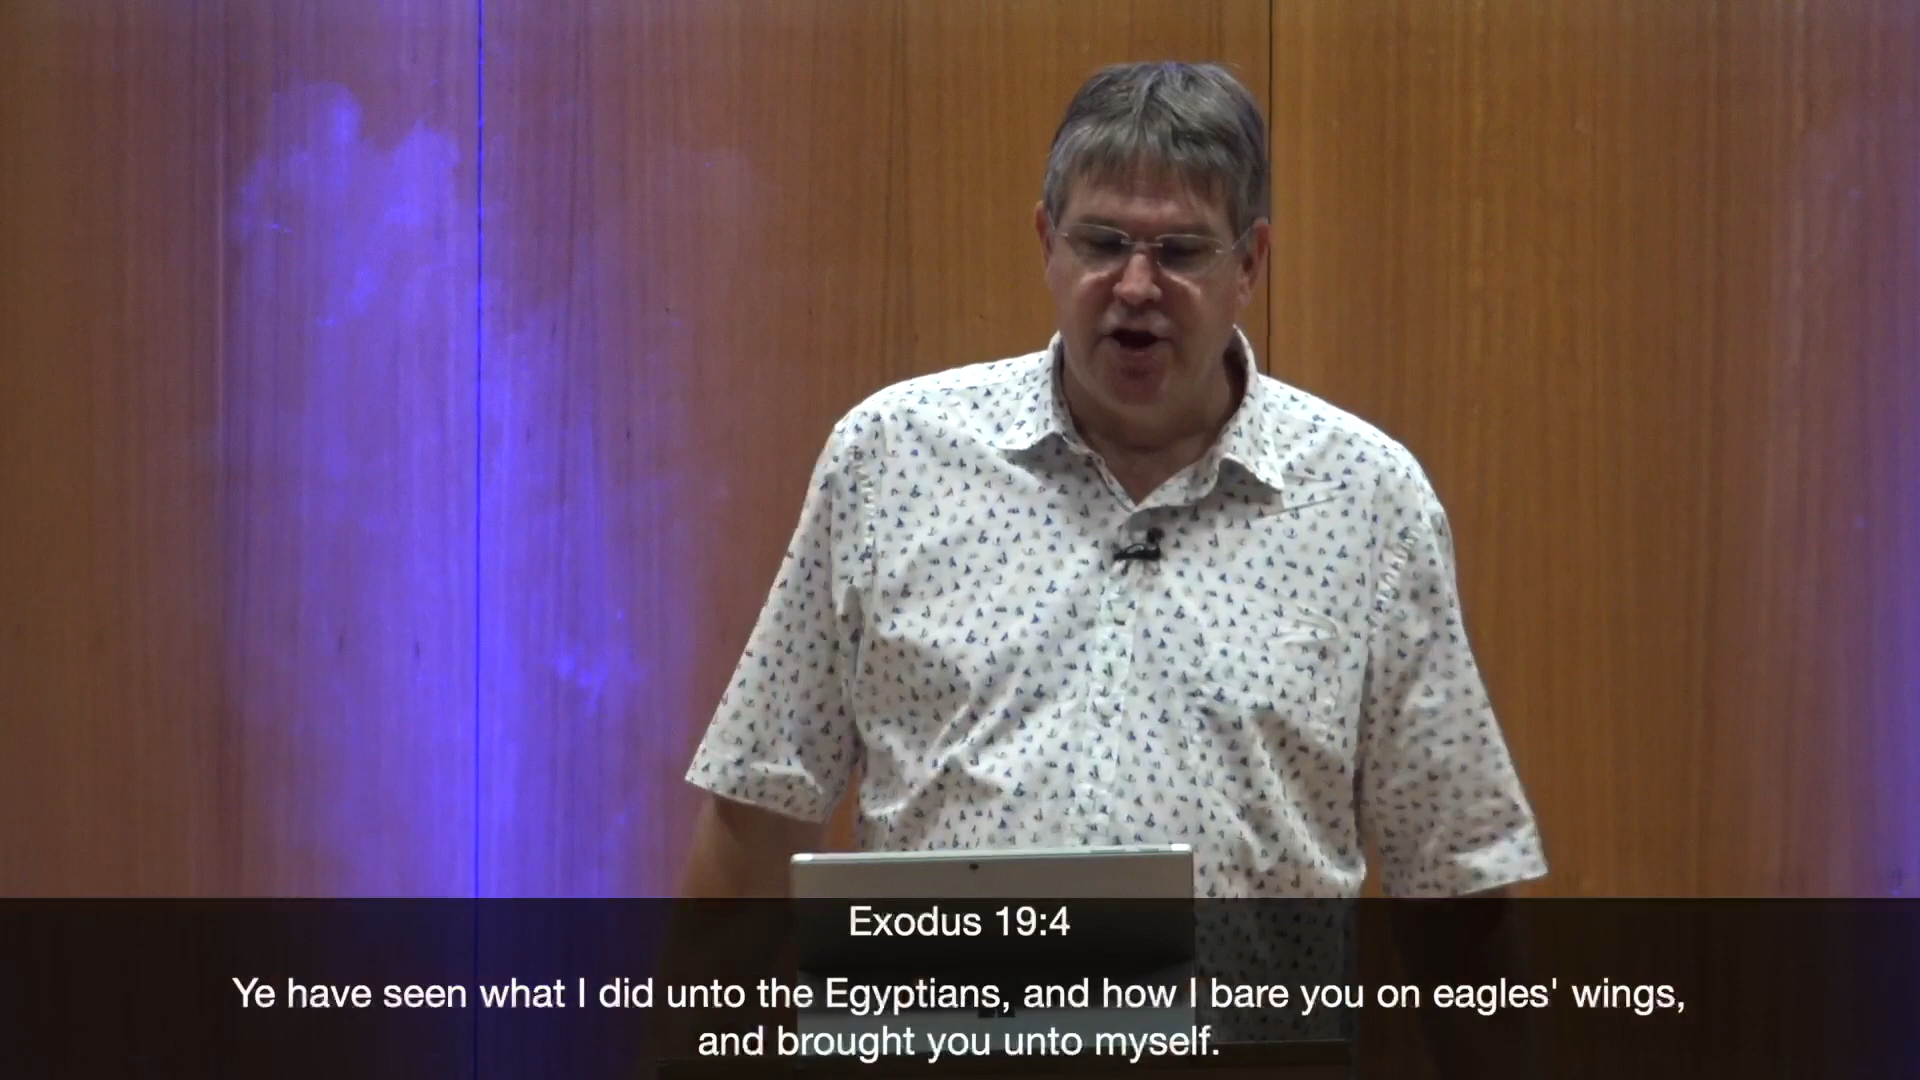 Exodus 19:4
Ye have seen what I did unto the Egyptians, and how I bare you on eagles' wings,
and brought you unto myself.